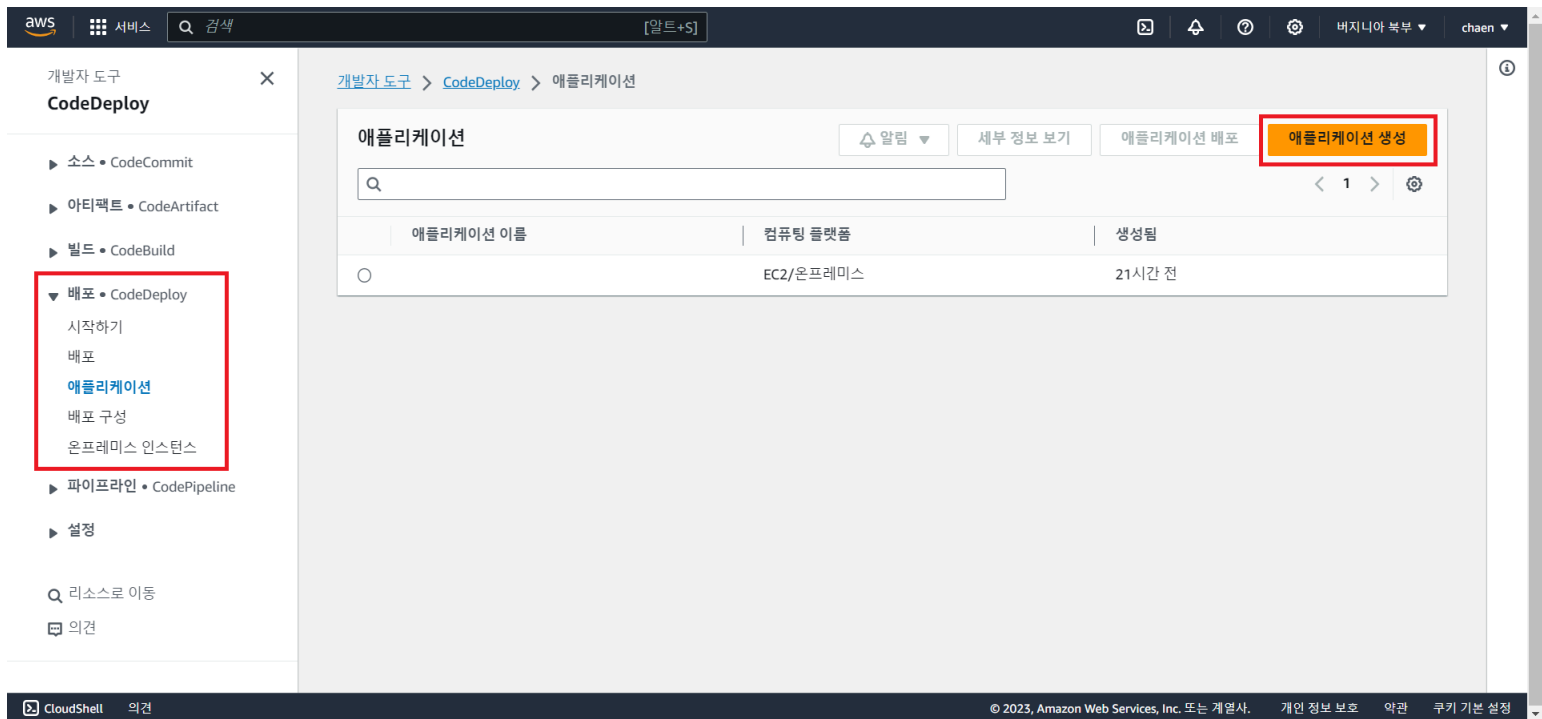 aws 서비스 검색 [알트+S] 버지니아 북부 ▼ chaen ▼
개발자 도구
CodeDeploy
소스 • CodeCommit
아티팩트 • CodeArtifact
빌드 • CodeBuild
배포 • CodeDeploy
시작하기
배포
애플리케이션
배포 구성
온프레미스 인스턴스
파이프라인 • CodePipeline
설정
리소스로 이동
의견
개발자 도구 > CodeDeploy > 애플리케이션
애플리케이션 알림 ▼ 세부 정보 보기 애플리케이션 배포 애플리케이션 생성
< 1 >
애플리케이션 이름 컴퓨팅 플랫폼 생성됨
EC2/온프레미스 21시간 전
CloudShell 의견 © 2023, Amazon Web Services, Inc. 또는 계열사. 개인 정보 보호 약관 쿠키 기본 설정